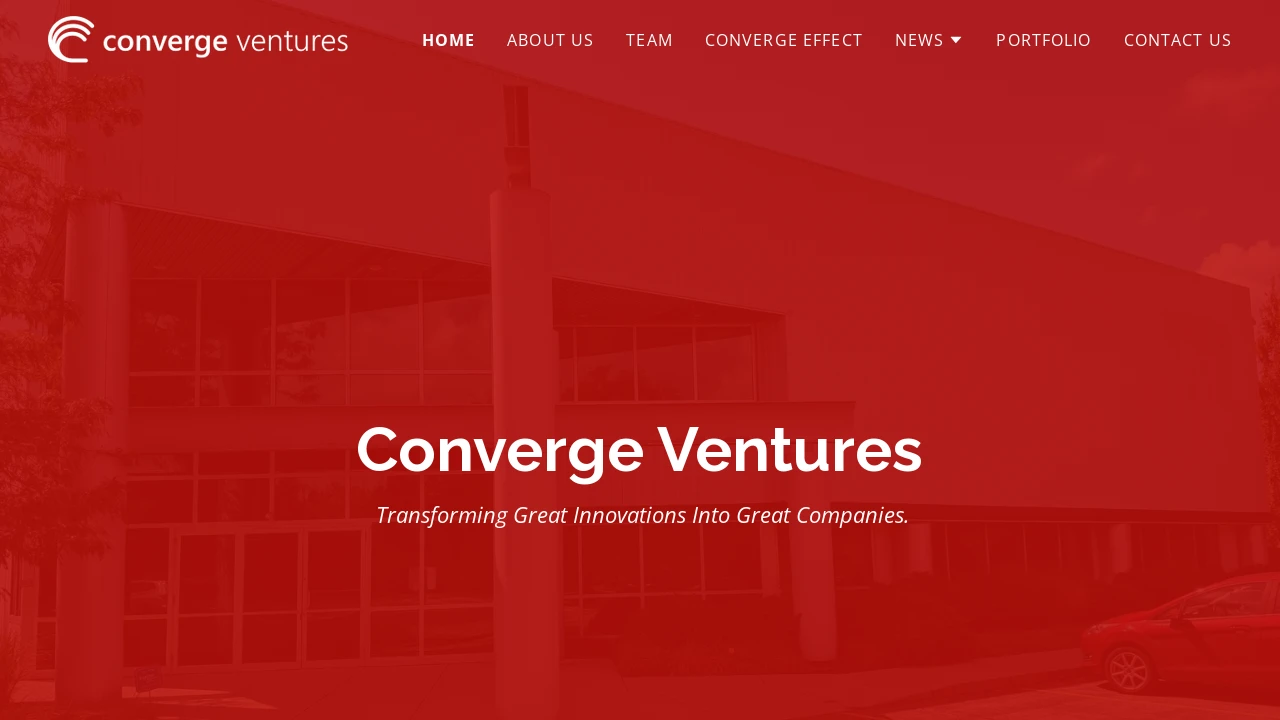 converge ventures
HOME ABOUT US TEAM CONVERGE EFFECT NEWS PORTFOLIO CONTACT US
Converge Ventures
Transforming Great Innovations Into Great Companies.